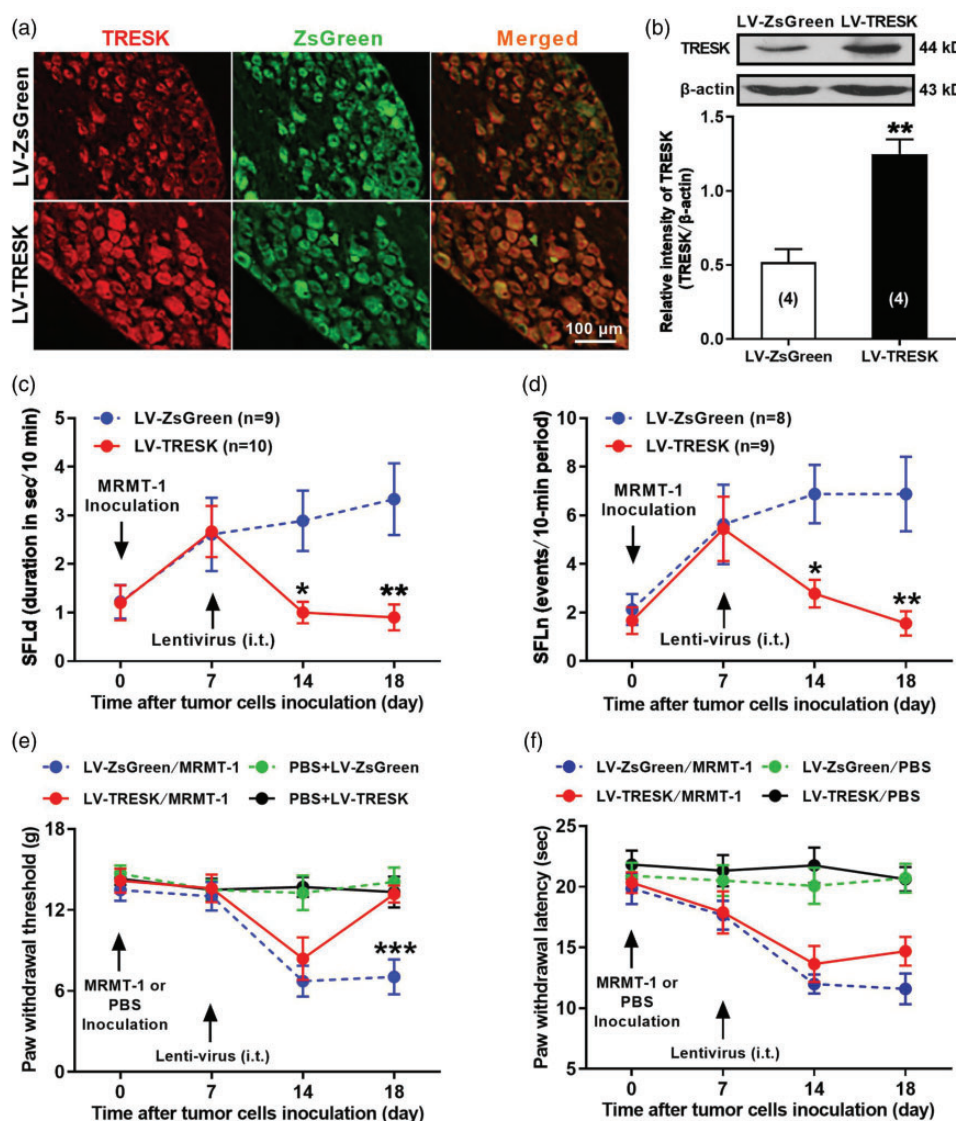 (a)
TRESK ZsGreen Merged
LV-ZsGreen
LV-TRESK
100 μm
(b)
LV-ZsGreen LV-TRESK
TRESK 44 kD
β-actin 43 kD
Relative intensity of TRESK
(TRESK/β-actin)
1.5
1.0
0.5
0.0
**
(4) (4)
LV-ZsGreen LV-TRESK
(c)
SFLd (duration in sec/10 min)
5
4
3
2
1
0
LV-ZsGreen (n=9)
LV-TRESK (n=10)
MRMT-1
Inoculation
* **
Lentivirus (i.t.)
0 7 14 18
Time after tumor cells inoculation (day)
(d)
SFLn (events/10-min period)
10
8
6
4
2
0
LV-ZsGreen (n=8)
LV-TRESK (n=9)
MRMT-1
Inoculation
*
**
Lenti-virus (i.t.)
0 7 14 18
Time after tumor cells inoculation (day)
(e)
LV-ZsGreen/MRMT-1 PBS+LV-ZsGreen
LV-TRESK/MRMT-1 PBS+LV-TRESK
Paw withdrawal threshold (g)
18
12
6
0
***
MRMT-1 or
PBS
Inoculation
Lenti-virus (i.t.)
0 7 14 18
Time after tumor cells inoculation (day)
(f)
LV-ZsGreen/MRMT-1 LV-ZsGreen/PBS
LV-TRESK/MRMT-1 LV-TRESK/PBS
Paw withdrawal latency (sec)
25
20
15
10
5
MRMT-1 or
PBS
Inoculation
Lentivirus (i.t.)
0 7 14 18
Time after tumor cells inoculation (day)